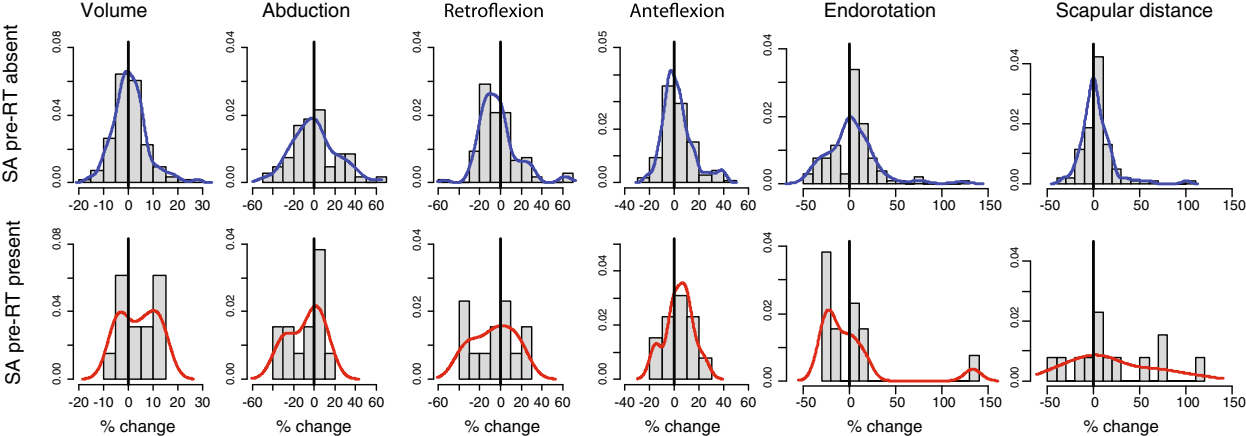 Volume Abduction Retroflexion Anteflexion Endorotation Scapular distance
SA pre-RT absent
0.00 0.04 0.08
-20 0 10 20 30
0.00 0.02 0.04
-60 -20 0 20 40 60
0.00 0.02 0.04
-60 -20 0 20 40 60
0.00 0.02 0.05
-40 -20 0 20 40 60
0.00 0.02 0.04
-50 0 50 100 150
0.00 0.02 0.04
-50 0 50 100 150
SA pre-RT present
0.00 0.04 0.08
-20 0 10 20 30
0.00 0.02 0.04
-60 -20 0 20 40 60
0.00 0.02 0.04
-60 -20 0 20 40 60
0.00 0.02 0.04
-40 -20 0 20 40 60
0.00 0.02 0.04
-50 0 50 100 150
0.00 0.02 0.04
-50 0 50 100 150
% change % change % change % change % change % change